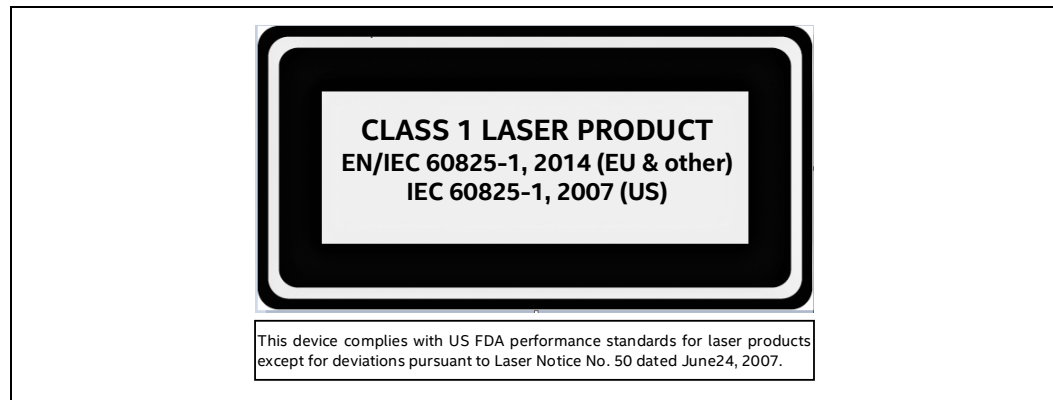 CLASS 1 LASER PRODUCT
EN/IEC 60825-1, 2014 (EU & other)
IEC 60825-1, 2007 (US)
This device complies with US FDA performance standards for laser products
except for deviations pursuant to Laser Notice No. 50 dated June24, 2007.